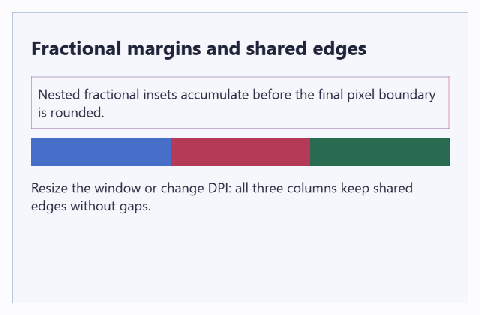 Fractional margins and shared edges
Nested fractional insets accumulate before the final pixel boundary
is rounded.
Resize the window or change DPI: all three columns keep shared
edges without gaps.